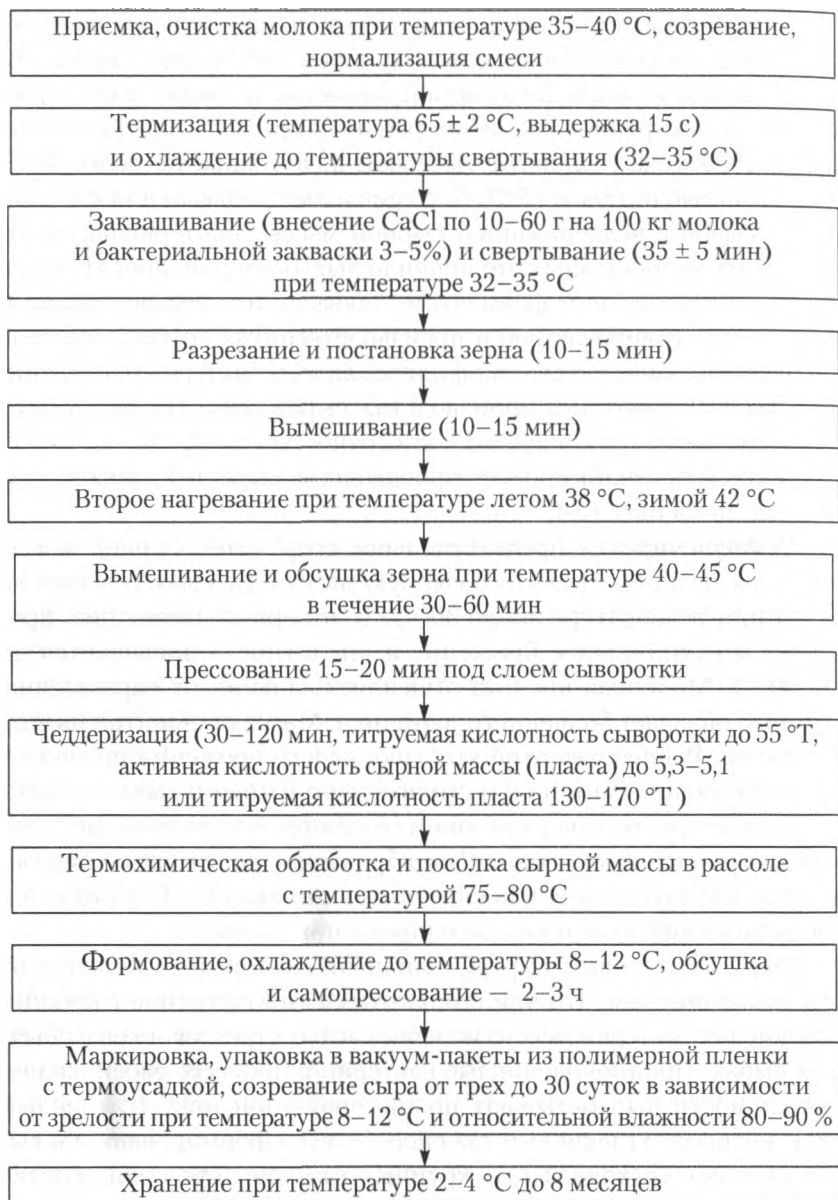 Приемка, очистка молока при температуре 35–40 °C, созревание,
нормализация смеси
Термизация (температура 65 ± 2 °C, выдержка 15 с)
и охлаждение до температуры свертывания (32–35 °C)
Заквашивание (внесение CaCl по 10–60 г на 100 кг молока
и бактериальной закваски 3–5%) и свертывание (35 ± 5 мин)
при температуре 32–35 °C
Разрезание и постановка зерна (10–15 мин)
Вымешивание (10–15 мин)
Второе нагревание при температуре летом 38 °C, зимой 42 °C
Вымешивание и обсушка зерна при температуре 40–45 °C
в течение 30–60 мин
Прессование 15–20 мин под слоем сыворотки
Чеддеризация (30–120 мин, титруемая кислотность сыворотки до 55 °Т,
активная кислотность сырной массы (пласта) до 5,3–5,1
или титруемая кислотность пласта 130–170 °Т )
Термохимическая обработка и посолка сырной массы в рассоле
с температурой 75–80 °C
Формование, охлаждение до температуры 8–12 °C, обсушка
и самопрессование — 2–3 ч
Маркировка, упаковка в вакуум-пакеты из полимерной пленки
с термоусадкой, созревание сыра от трех до 30 суток в зависимости
от зрелости при температуре 8–12 °C и относительной влажности 80–90 %
Хранение при температуре 2–4 °C до 8 месяцев